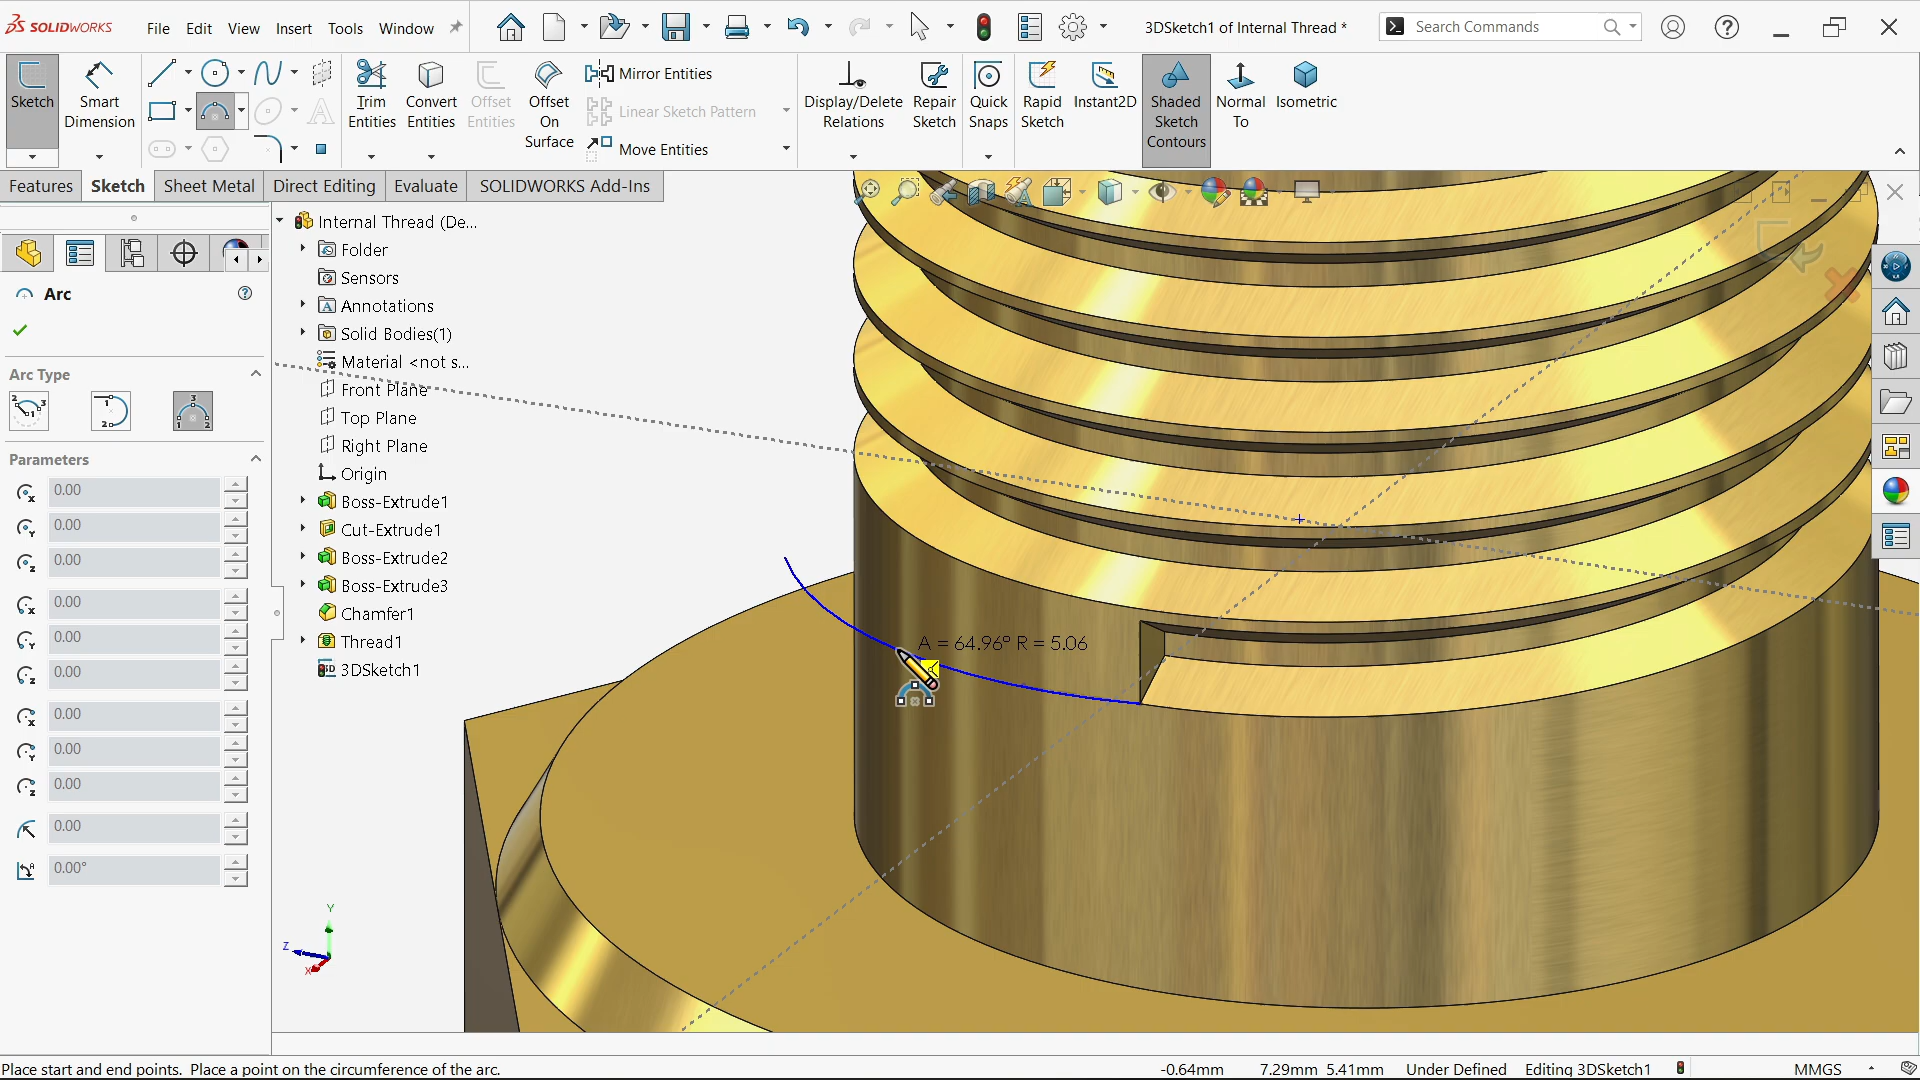 SOLIDWORKS File Edit View Insert Tools Window 3DSketch1 of Internal Thread * Search Commands
Sketch Smart Dimension Trim Entities Convert Entities Offset Entities Offset On Surface Mirror Entities Linear Sketch Pattern Move Entities Display/Delete Relations Repair Sketch Quick Snaps Rapid Sketch Instant2D Shaded Sketch Contours Normal To Isometric
Features Sketch Sheet Metal Direct Editing Evaluate SOLIDWORKS Add-Ins
Internal Thread (De...
Folder
Sensors
Annotations
Solid Bodies(1)
Material <not s...
Front Plane
Top Plane
Right Plane
Origin
Boss-Extrude1
Cut-Extrude1
Boss-Extrude2
Boss-Extrude3
Chamfer1
Thread1
3DSketch1
Arc
Arc Type
Parameters
0.00
0.00
0.00
0.00
0.00
0.00
0.00
0.00
0.00
0.00
0.00°
A = 64.96° R = 5.06
Y
Z
X
Place start and end points. Place a point on the circumference of the arc. -0.64mm 7.29mm 5.41mm Under Defined Editing 3DSketch1 MMGS